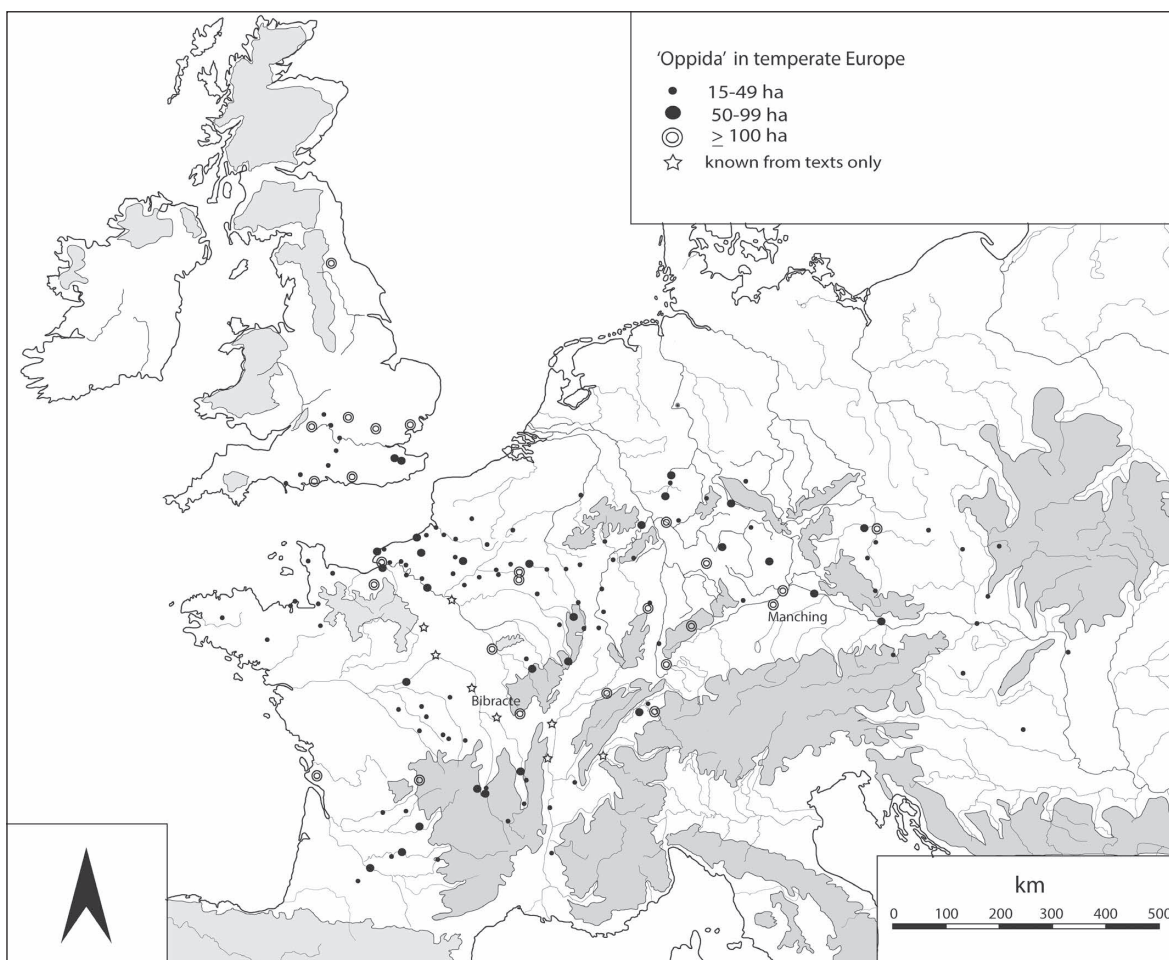 'Oppida' in temperate Europe
15-49 ha
50-99 ha
≥ 100 ha
known from texts only
Manching
Bibracte
km
0 100 200 300 400 500